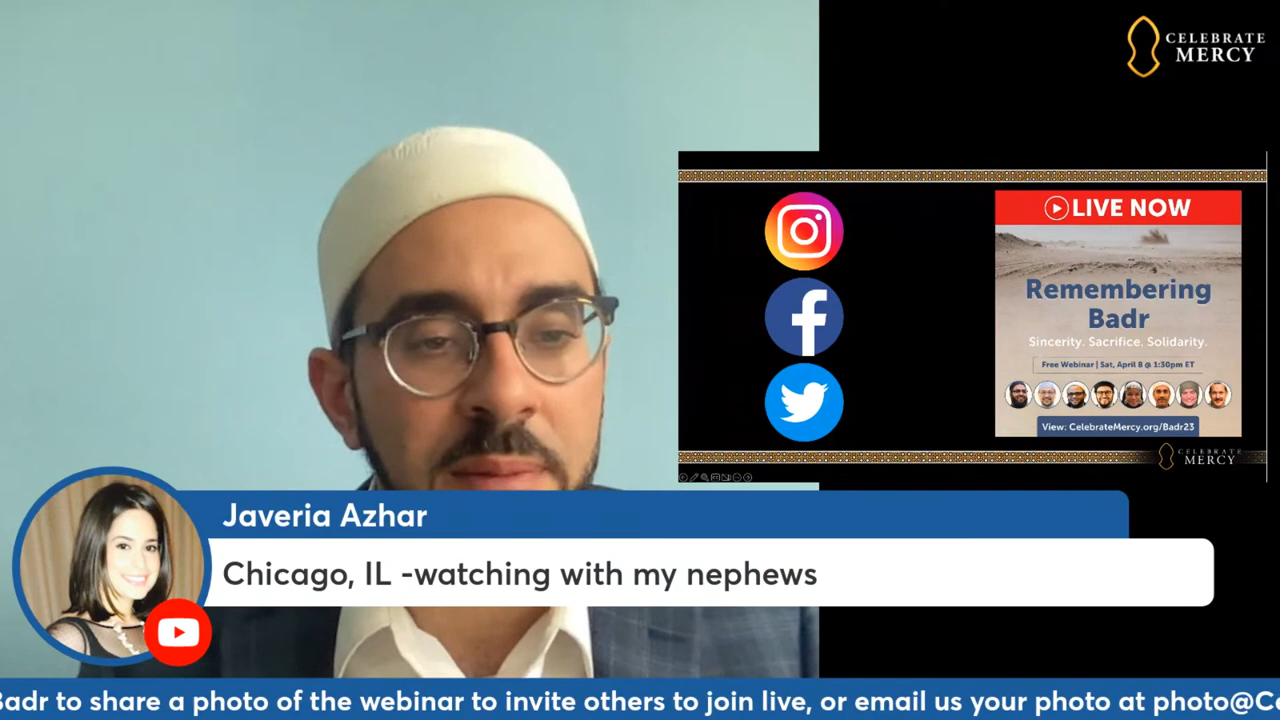 CELEBRATE
MERCY
LIVE NOW
Remembering
Badr
Sincerity. Sacrifice. Solidarity.
Free Webinar | Sat, April 8 @ 1:30pm ET
View: CelebrateMercy.org/Badr23
CELEBRATE
MERCY
Javeria Azhar
Chicago, IL -watching with my nephews
Badr to share a photo of the webinar to invite others to join live, or email us your photo at photo@C